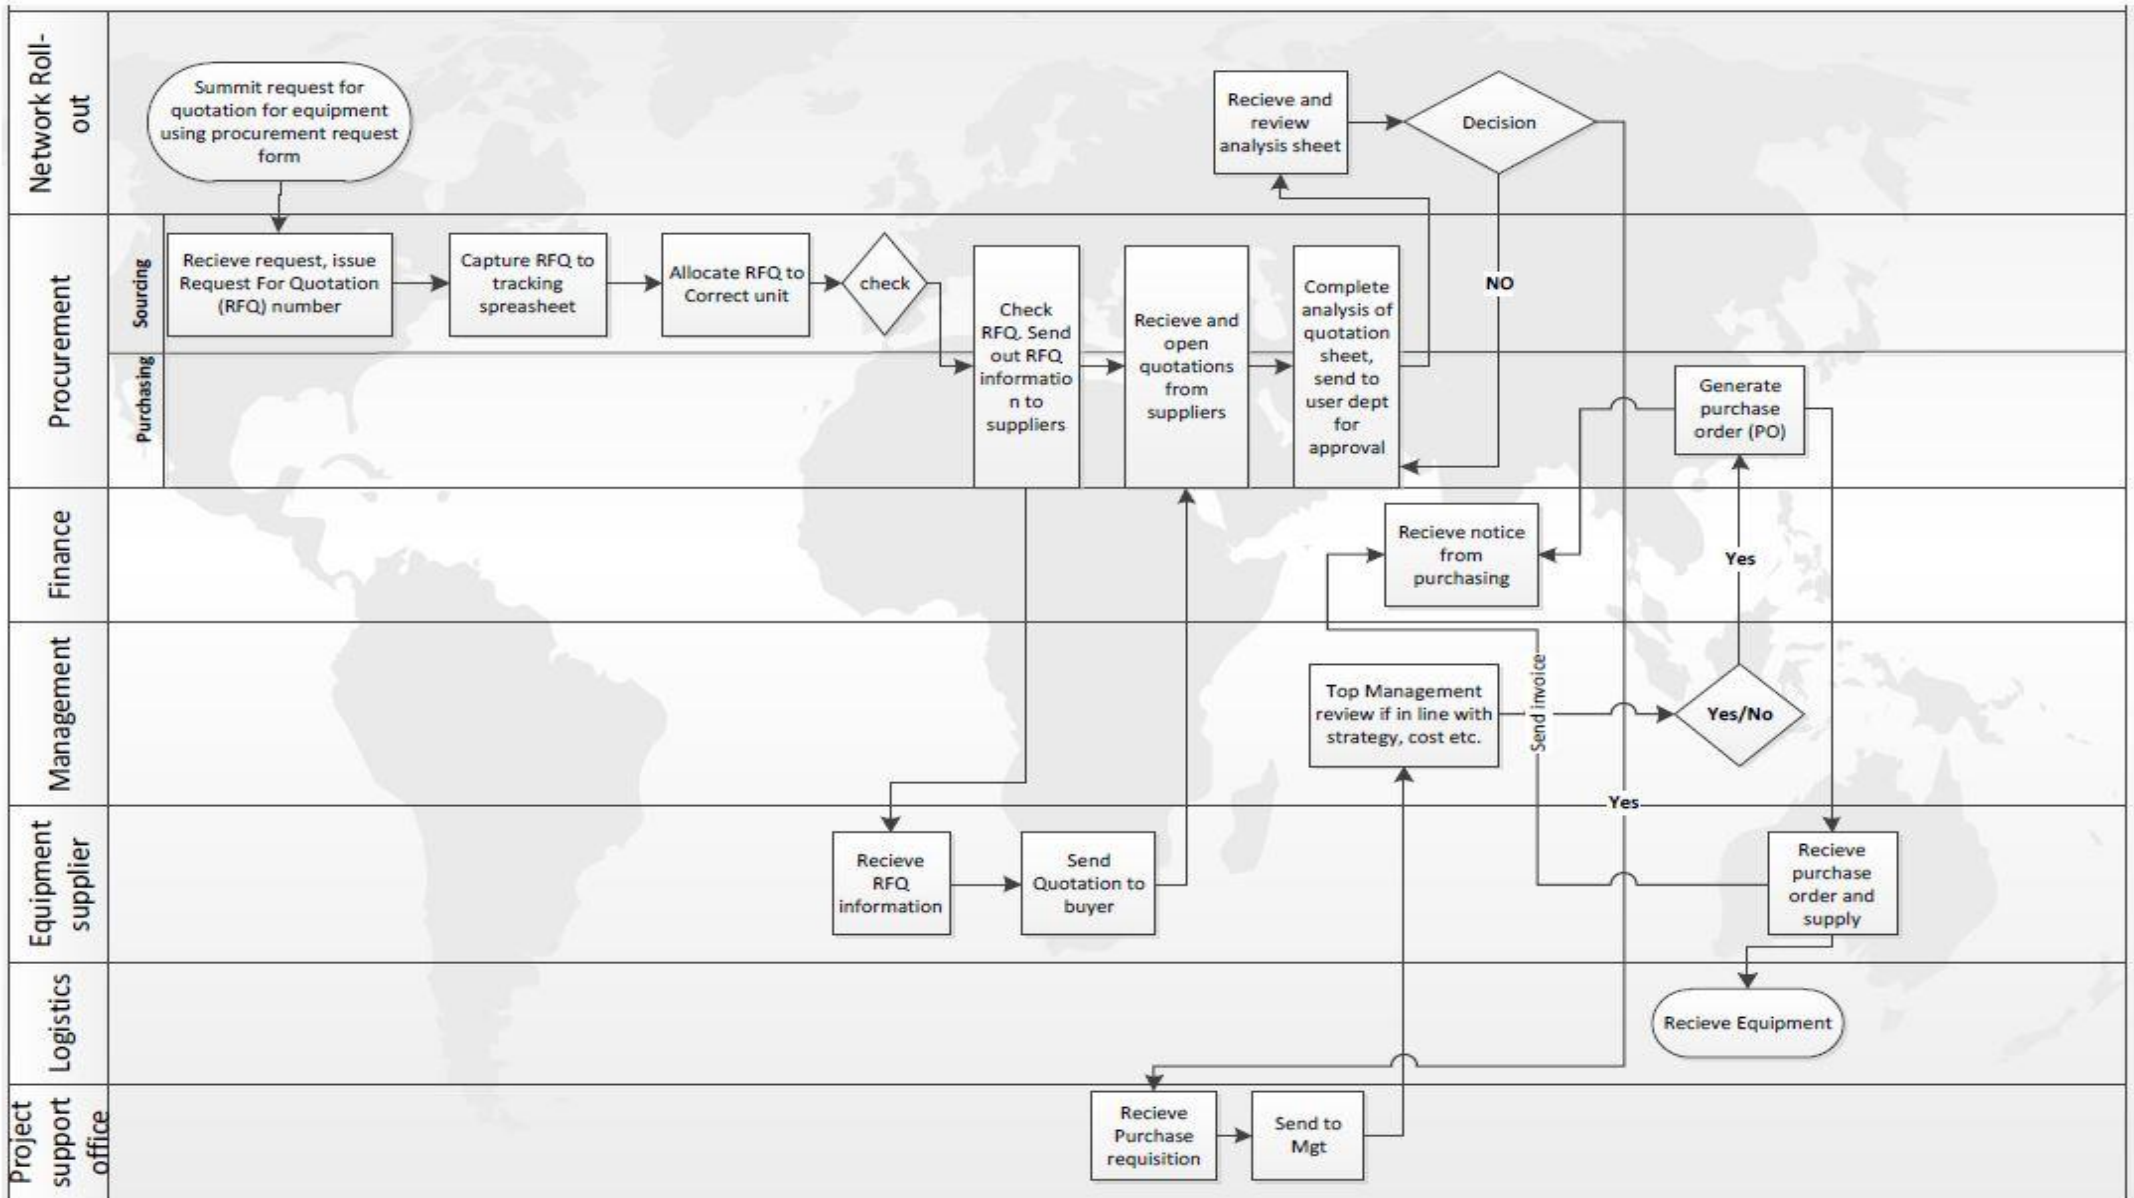 Network Roll-
out
Summit request for
quotation for equipment
using procurement request
form
Recieve and
review
analysis sheet
Decision
Procurement
Sourcing
Purchasing
Recieve request, issue
Request For Quotation
(RFQ) number
Capture RFQ to
tracking
spreasheet
Allocate RFQ to
Correct unit
check
Check
RFQ. Send
out RFQ
informatio
n to
suppliers
Recieve and
open
quotations
from
suppliers
Complete
analysis of
quotation
sheet,
send to
user dept
for
approval
NO
Generate
purchase
order (PO)
Finance
Recieve notice
from
purchasing
Yes
Management
Top Management
review if in line with
strategy, cost etc.
Send invoice
Yes/No
Yes
Equipment
supplier
Recieve
RFQ
information
Send
Quotation to
buyer
Recieve
purchase
order and
supply
Logistics
Recieve Equipment
Project
support
office
Recieve
Purchase
requisition
Send to
Mgt